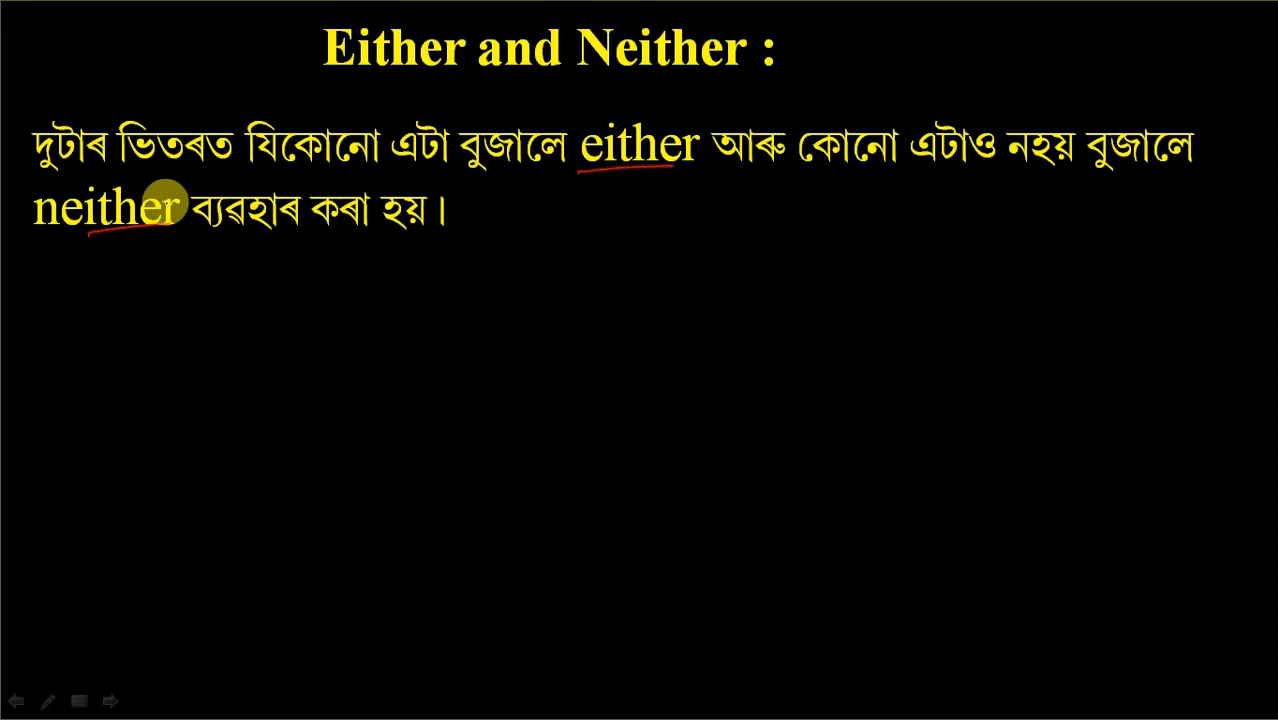 Either and Neither :
দুটাৰ ভিতৰত যিকোনো এটা বুজালে either আৰু কোনো এটাও নহয় বুজালে
neither ব্যৱহাৰ কৰা হয়।